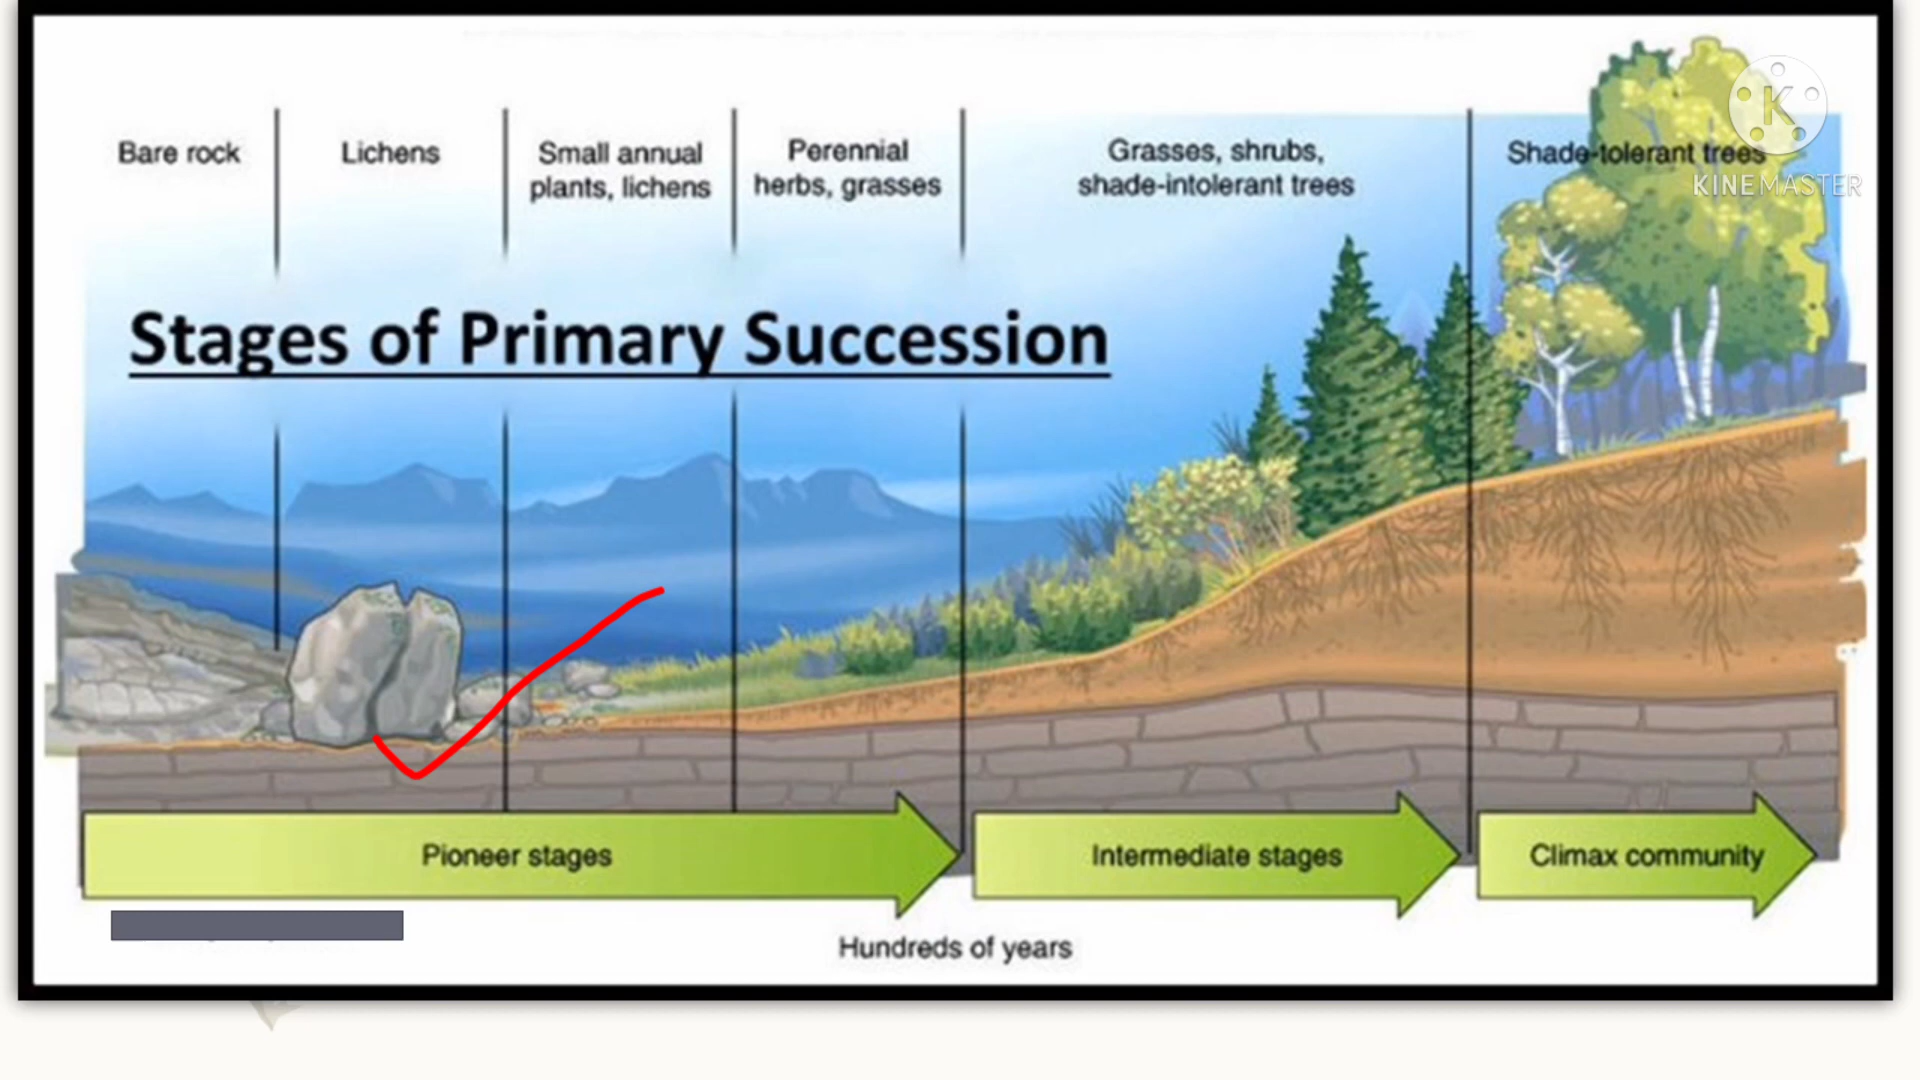 Bare rock
Lichens
Small annual
plants, lichens
Perennial
herbs, grasses
Grasses, shrubs,
shade-intolerant trees
Shade-tolerant trees
K
KINEMASTER
Stages of Primary Succession
Pioneer stages
Intermediate stages
Climax community
Hundreds of years